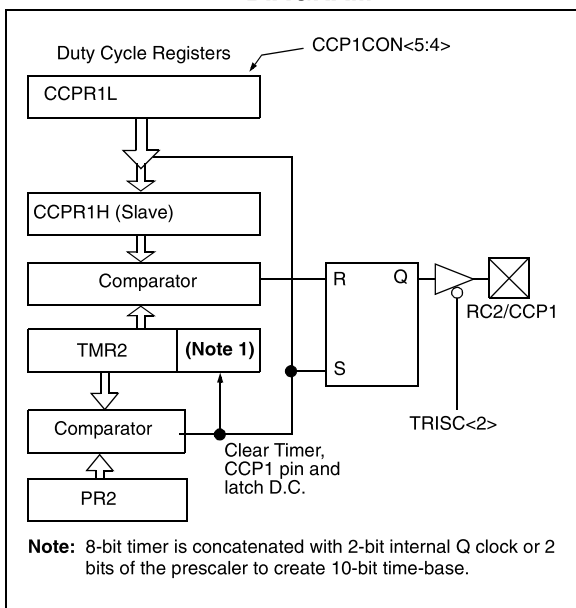 Duty Cycle Registers
CCP1CON<5:4>
CCPR1L
CCPR1H (Slave)
Comparator
R
Q
RC2/CCP1
TMR2
(Note 1)
S
TRISC<2>
Comparator
Clear Timer,
CCP1 pin and
latch D.C.
PR2
Note: 8-bit timer is concatenated with 2-bit internal Q clock or 2
bits of the prescaler to create 10-bit time-base.